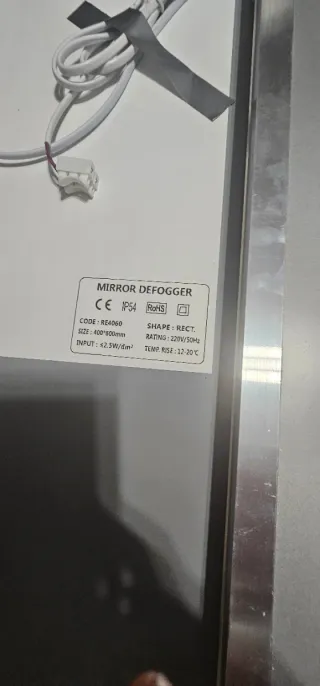 MIRROR DEFOGGER
CE IP54 RoHS
CODE : RE4060 SHAPE : RECT.
SIZE : 400*600mm RATING : 220V/50Hz
INPUT : ≤2.5W/dm² TEMP. RISE : 12-20℃